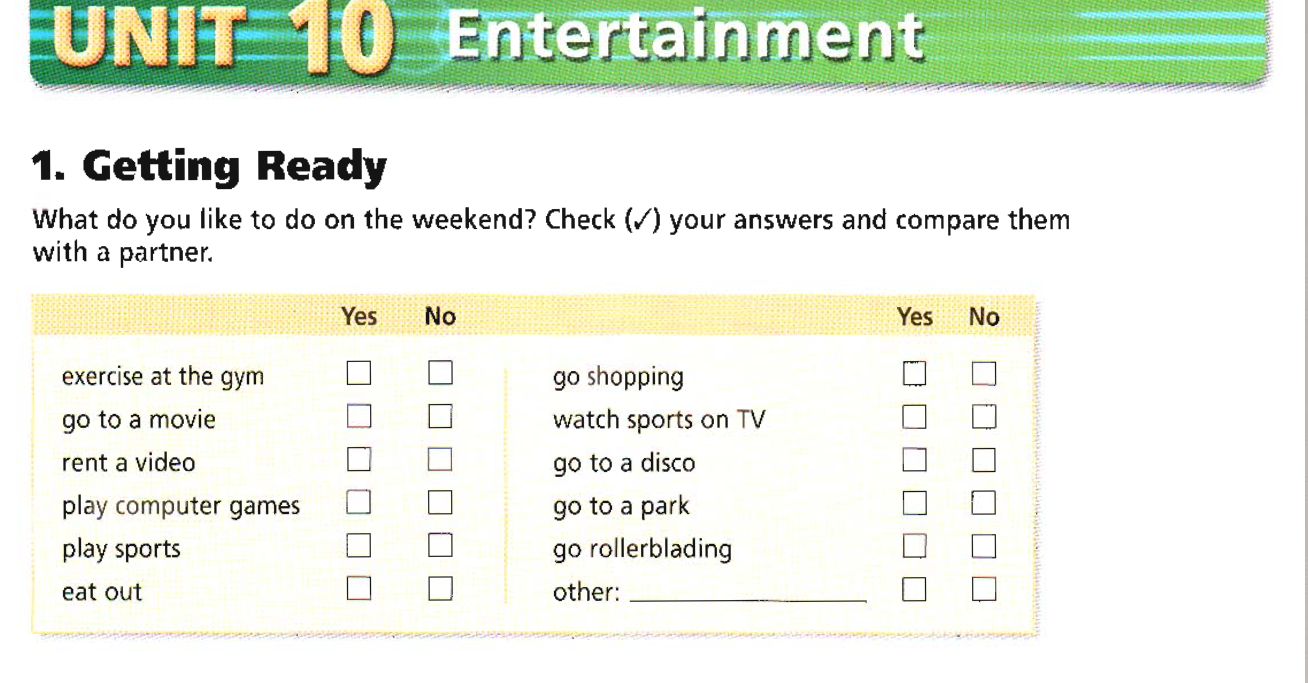 UNIT 10 Entertainment
1. Getting Ready
What do you like to do on the weekend? Check (✓) your answers and compare them
with a partner.
Yes No Yes No
exercise at the gym □ □ go shopping □ □
go to a movie □ □ watch sports on TV □ □
rent a video □ □ go to a disco □ □
play computer games □ □ go to a park □ □
play sports □ □ go rollerblading □ □
eat out □ □ other: ____________________ □ □